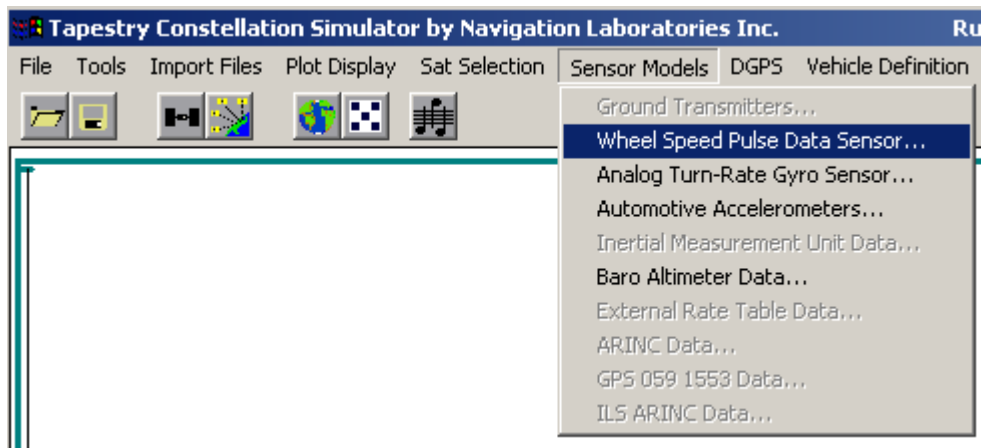 Tapestry Constellation Simulator by Navigation Laboratories Inc. Ru
File Tools Import Files Plot Display Sat Selection Sensor Models DGPS Vehicle Definition
Ground Transmitters...
Wheel Speed Pulse Data Sensor...
Analog Turn-Rate Gyro Sensor...
Automotive Accelerometers...
Inertial Measurement Unit Data...
Baro Altimeter Data...
External Rate Table Data...
ARINC Data...
GPS 059 1553 Data...
ILS ARINC Data...